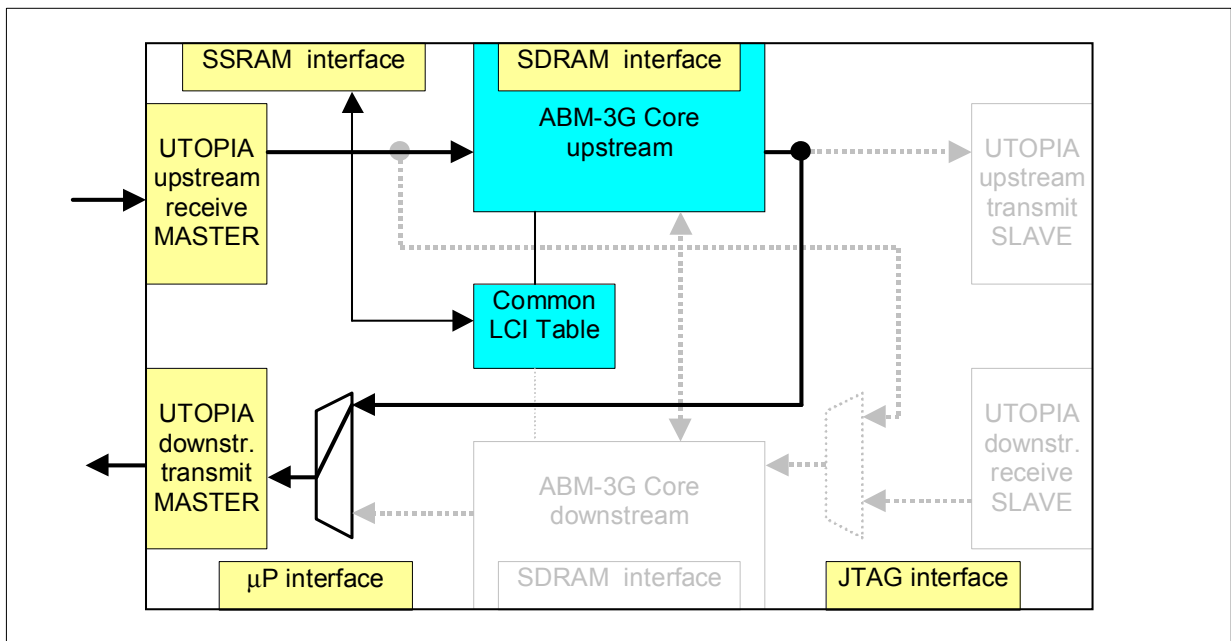 SSRAM interface
SDRAM interface
UTOPIA
upstream
receive
MASTER
ABM-3G Core
upstream
UTOPIA
upstream
transmit
SLAVE
Common
LCI Table
UTOPIA
downstr.
transmit
MASTER
ABM-3G Core
downstream
UTOPIA
downstr.
receive
SLAVE
μP interface
SDRAM interface
JTAG interface